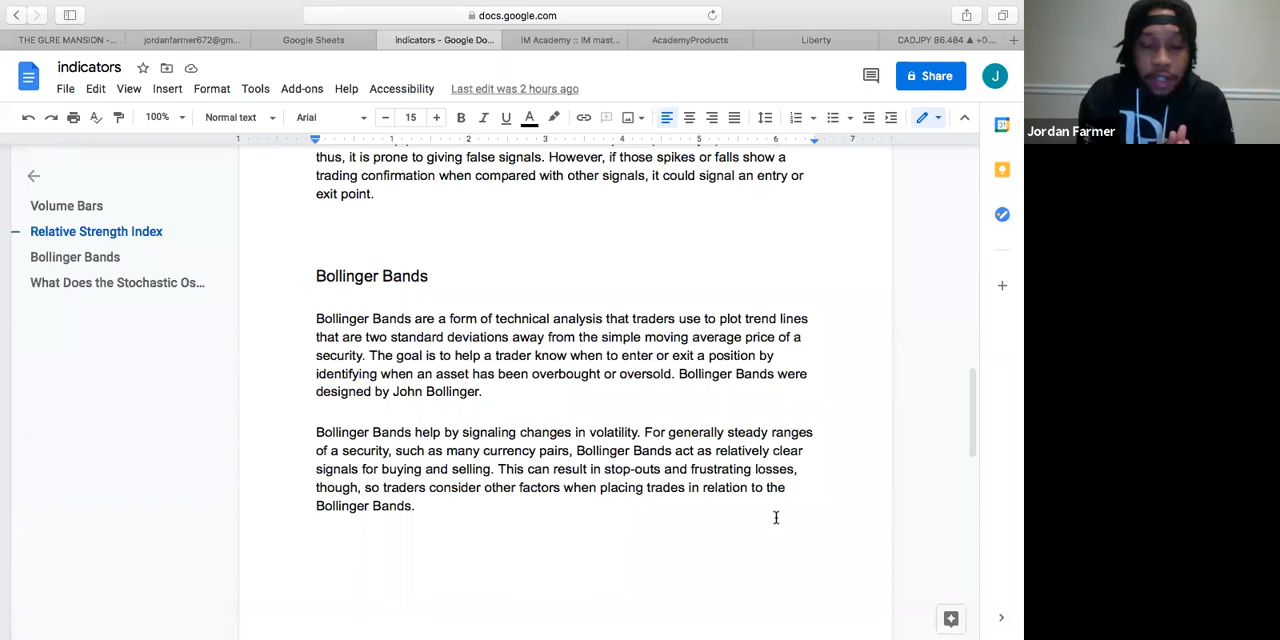 docs.google.com
THE GLRE MANSION -...
jordanfarmer672@gm...
Google Sheets
indicators - Google Do...
IM Academy :: IM mast...
AcademyProducts
Liberty
CADJPY 86.484 ▲ +0....
indicators
File Edit View Insert Format Tools Add-ons Help Accessibility Last edit was 2 hours ago
Share
J
100% Normal text Arial 15 B I U A
1 1 2 3 4 5 6 7
Volume Bars
Relative Strength Index
Bollinger Bands
What Does the Stochastic Os...
thus, it is prone to giving false signals. However, if those spikes or falls show a
trading confirmation when compared with other signals, it could signal an entry or
exit point.
Bollinger Bands
Bollinger Bands are a form of technical analysis that traders use to plot trend lines
that are two standard deviations away from the simple moving average price of a
security. The goal is to help a trader know when to enter or exit a position by
identifying when an asset has been overbought or oversold. Bollinger Bands were
designed by John Bollinger.
Bollinger Bands help by signaling changes in volatility. For generally steady ranges
of a security, such as many currency pairs, Bollinger Bands act as relatively clear
signals for buying and selling. This can result in stop-outs and frustrating losses,
though, so traders consider other factors when placing trades in relation to the
Bollinger Bands.
Jordan Farmer